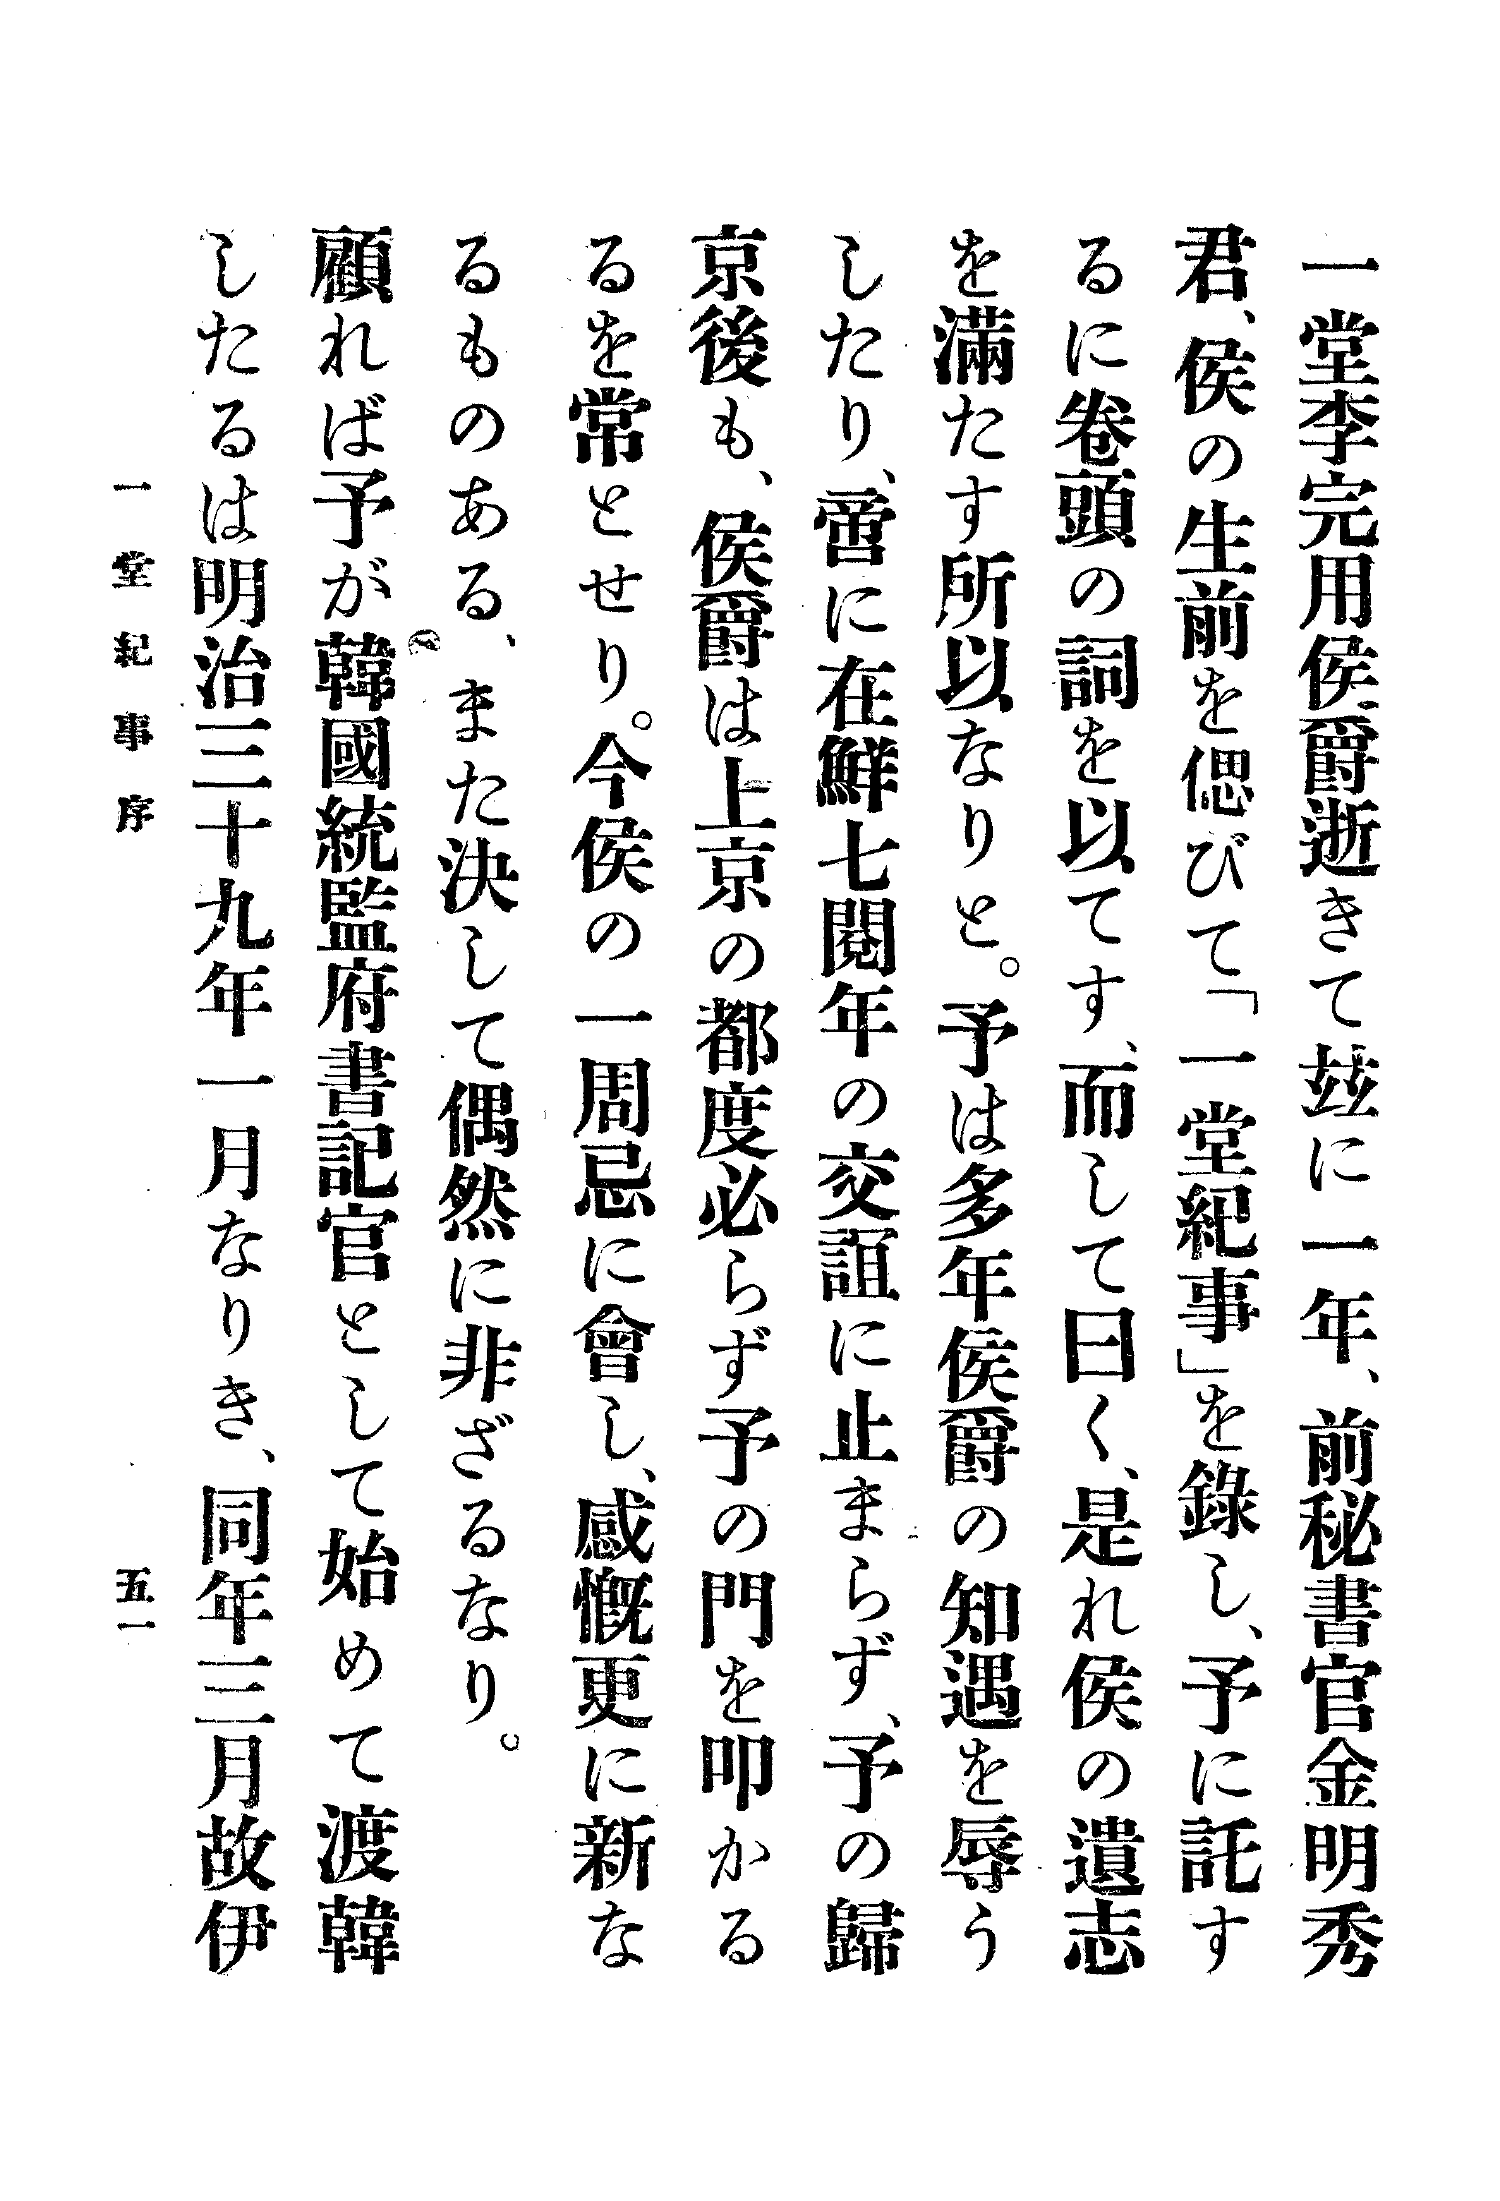 一堂李完用侯爵逝きて玆に一年、前秘書官金明秀
君、侯の生前を偲びて「一堂紀事」を錄し、予に託す
るに卷頭の詞を以てす、而して曰く、是れ侯の遺志
を滿たす所以なりと。予は多年侯爵の知遇を辱う
したり、啻に在鮮七閱年の交誼に止まらず、予の歸
京後も、侯爵は上京の都度必らず予の門を叩かる
るを常とせり。今侯の一周忌に會し、感慨更に新な
るものある、また決して偶然に非ざるなり。
顧れば予が韓國統監府書記官として始めて渡韓
したるは明治三十九年一月なりき、同年三月故伊
一堂紀事序
五一